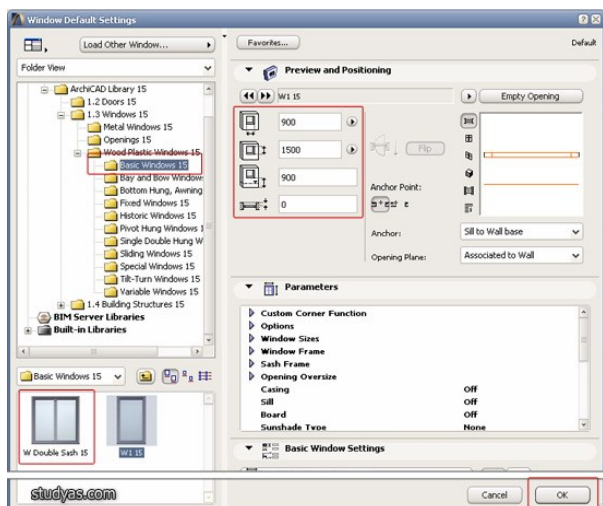 Window Default Settings
Load Other Window...
Folder View
ArchiCAD Library 15
1.2 Doors 15
1.3 Windows 15
Metal Windows 15
Openings 15
Wood Plastic Windows 15
Basic Windows 15
Bay and Bow Windows
Bottom Hung, Awning
Fixed Windows 15
Historic Windows 15
Pivot Hung Windows 1
Single Double Hung W
Sliding Windows 15
Special Windows 15
Tilt-Turn Windows 15
Variable Windows 15
1.4 Building Structures 15
BIM Server Libraries
Built-in Libraries
Basic Windows 15
W Double Sash 15
W1 15
studyas.com
Favorites...
Default
Preview and Positioning
W1 15
Empty Opening
900
1500
900
0
Flip
Anchor Point:
Anchor:
Sill to Wall base
Opening Plane:
Associated to Wall
Parameters
Custom Corner Function
Options
Window Sizes
Window Frame
Sash Frame
Opening Oversize
Casing Off
Sill Off
Board Off
Sunshade Type None
Basic Window Settings
Cancel
OK